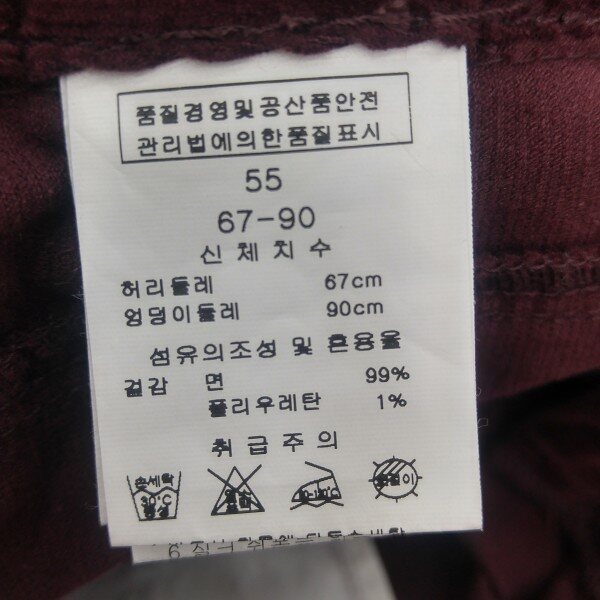 품질경영및공산품안전
관리법에의한품질표시
55
67-90
신체치수
허리둘레 67cm
엉덩이둘레 90cm
섬유의조성 및 혼용율
겉감 면 99%
폴리우레탄 1%
취급주의
손세탁
30°C
중성